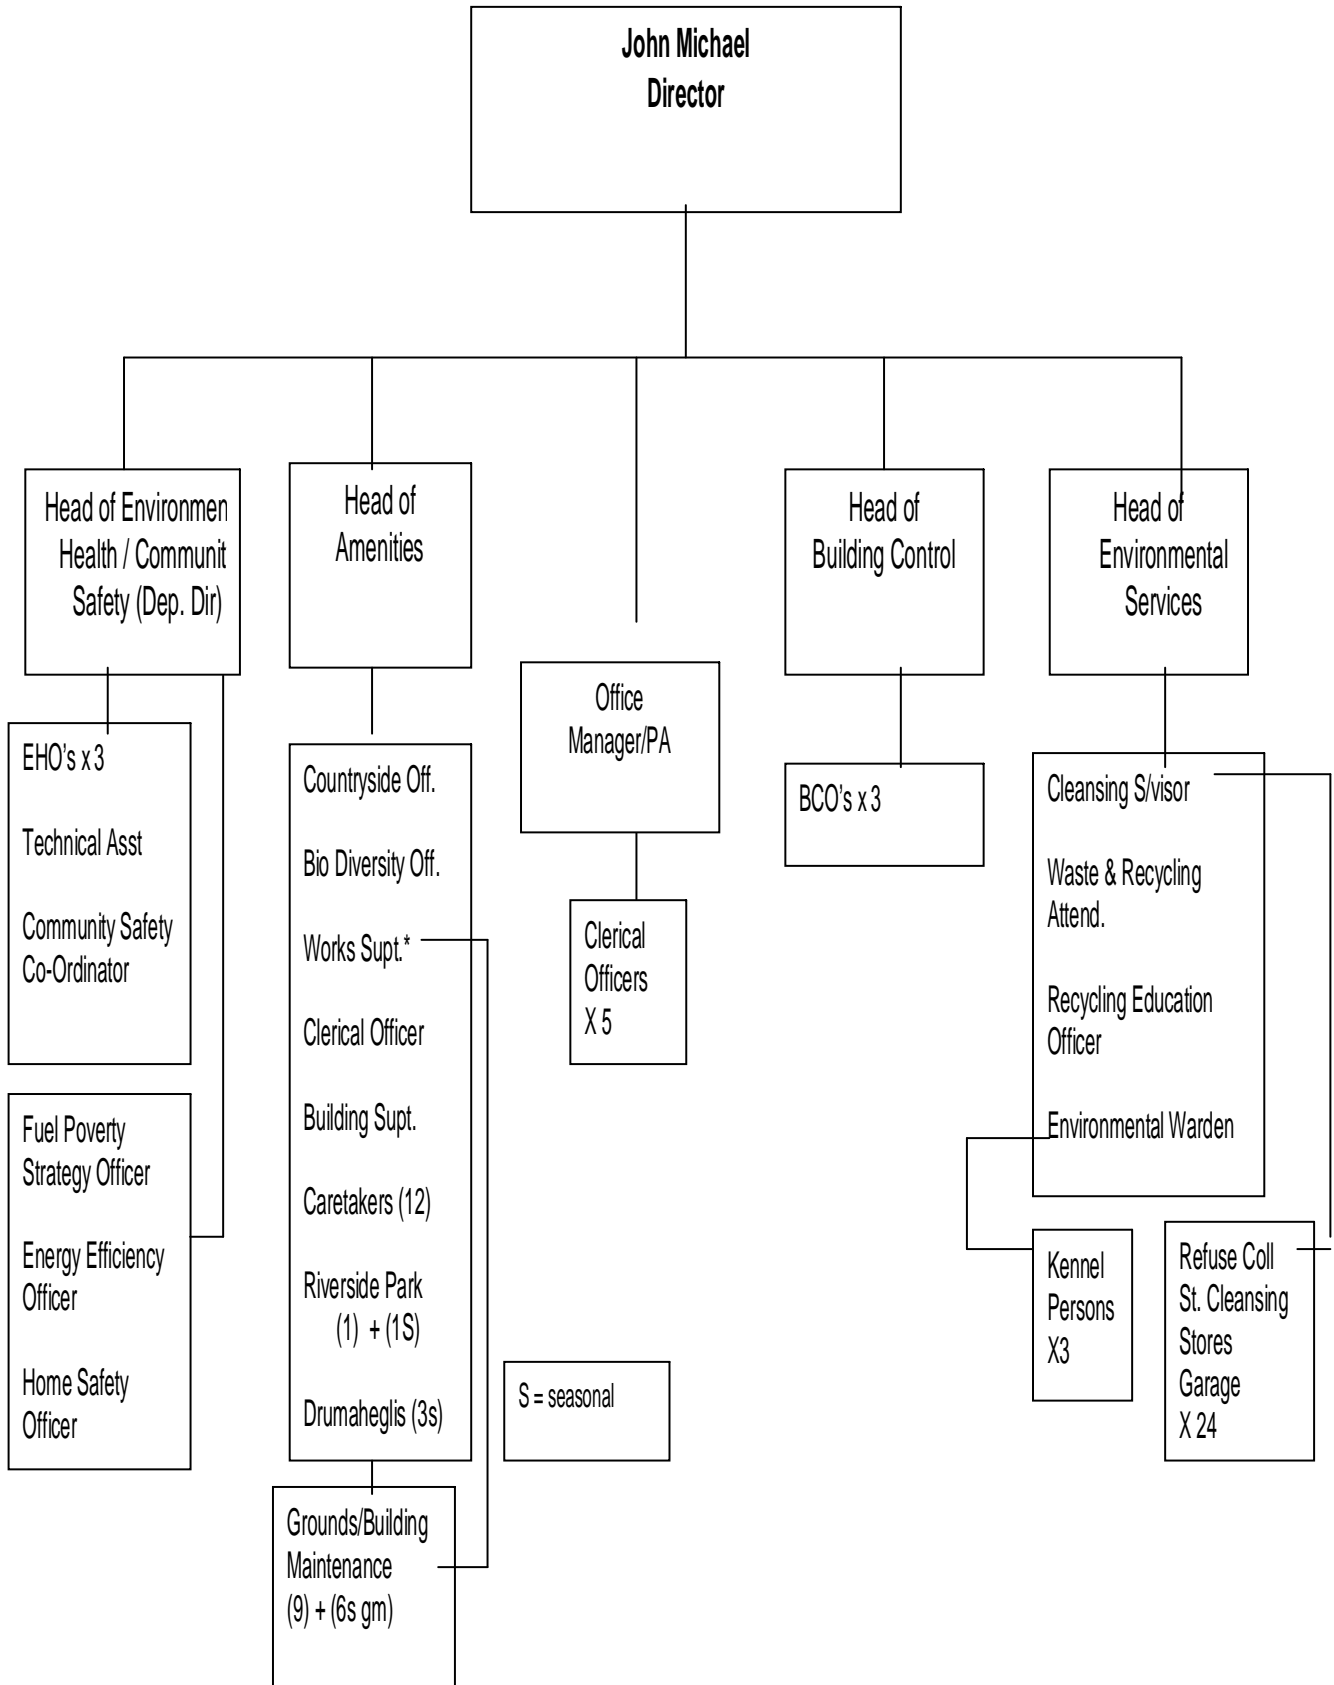 John Michael
Director
Head of Environmen
Health / Communit
Safety (Dep. Dir)
Head of
Amenities
Office
Manager/PA
Head of
Building Control
Head of
Environmental
Services
EHO's x 3
Technical Asst
Community Safety
Co-Ordinator
Fuel Poverty
Strategy Officer
Energy Efficiency
Officer
Home Safety
Officer
Countryside Off.
Bio Diversity Off.
Works Supt.*
Clerical Officer
Building Supt.
Caretakers (12)
Riverside Park
(1) + (1S)
Drumaheglis (3s)
Grounds/Building
Maintenance
(9) + (6s gm)
Clerical
Officers
X 5
S = seasonal
BCO's x 3
Cleansing S/visor
Waste & Recycling
Attend.
Recycling Education
Officer
Environmental Warden
Kennel
Persons
X3
Refuse Coll
St. Cleansing
Stores
Garage
X 24